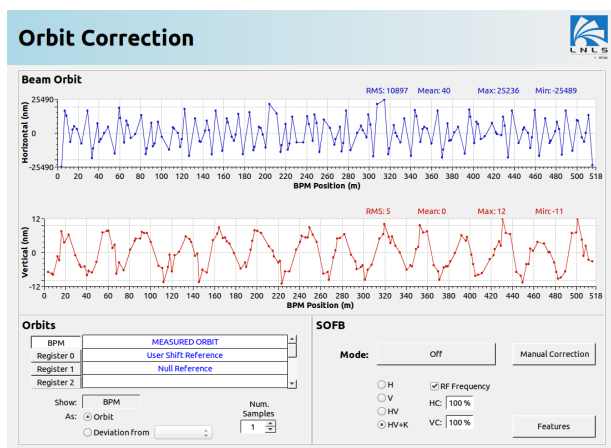 Orbit Correction
LNLS
Beam Orbit
RMS: 10897 Mean: 40 Max: 25236 Min: -25489
Horizontal (nm)
25490
0
-25490
0 20 40 60 80 100 120 140 160 180 200 220 240 260 280 300 320 340 360 380 400 420 440 460 480 500 518
BPM Position (m)
RMS: 5 Mean: 0 Max: 12 Min: -11
Vertical (nm)
12
0
-12
0 20 40 60 80 100 120 140 160 180 200 220 240 260 280 300 320 340 360 380 400 420 440 460 480 500 518
BPM Position (m)
Orbits
BPM MEASURED ORBIT
Register 0 User Shift Reference
Register 1 Null Reference
Register 2
Show: BPM
As: Orbit
Deviation from
Num.
Samples
1
SOFB
Mode: Off Manual Correction
H RF Frequency
V HC: 100 %
HV
HV+K VC: 100 % Features